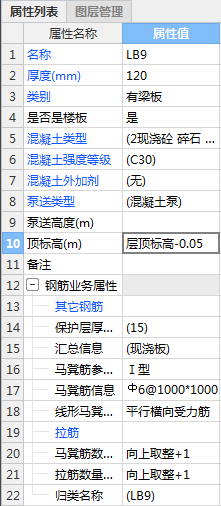 属性列表 图层管理
属性名称 属性值
1 名称 LB9
2 厚度(mm) 120
3 类别 有梁板
4 是否是楼板 是
5 混凝土类型 (2现浇砼 碎石 ...
6 混凝土强度等级 (C30)
7 混凝土外加剂 (无)
8 泵送类型 (混凝土泵)
9 泵送高度(m)
10 顶标高(m) 层顶标高-0.05
11 备注
12 钢筋业务属性
13 其它钢筋
14 保护层厚... (15)
15 汇总信息 (现浇板)
16 马凳筋参... Ⅰ型
17 马凳筋信息 Φ6@1000*1000
18 线形马凳... 平行横向受力筋
19 拉筋
20 马凳筋数... 向上取整+1
21 拉筋数量... 向上取整+1
22 归类名称 (LB9)